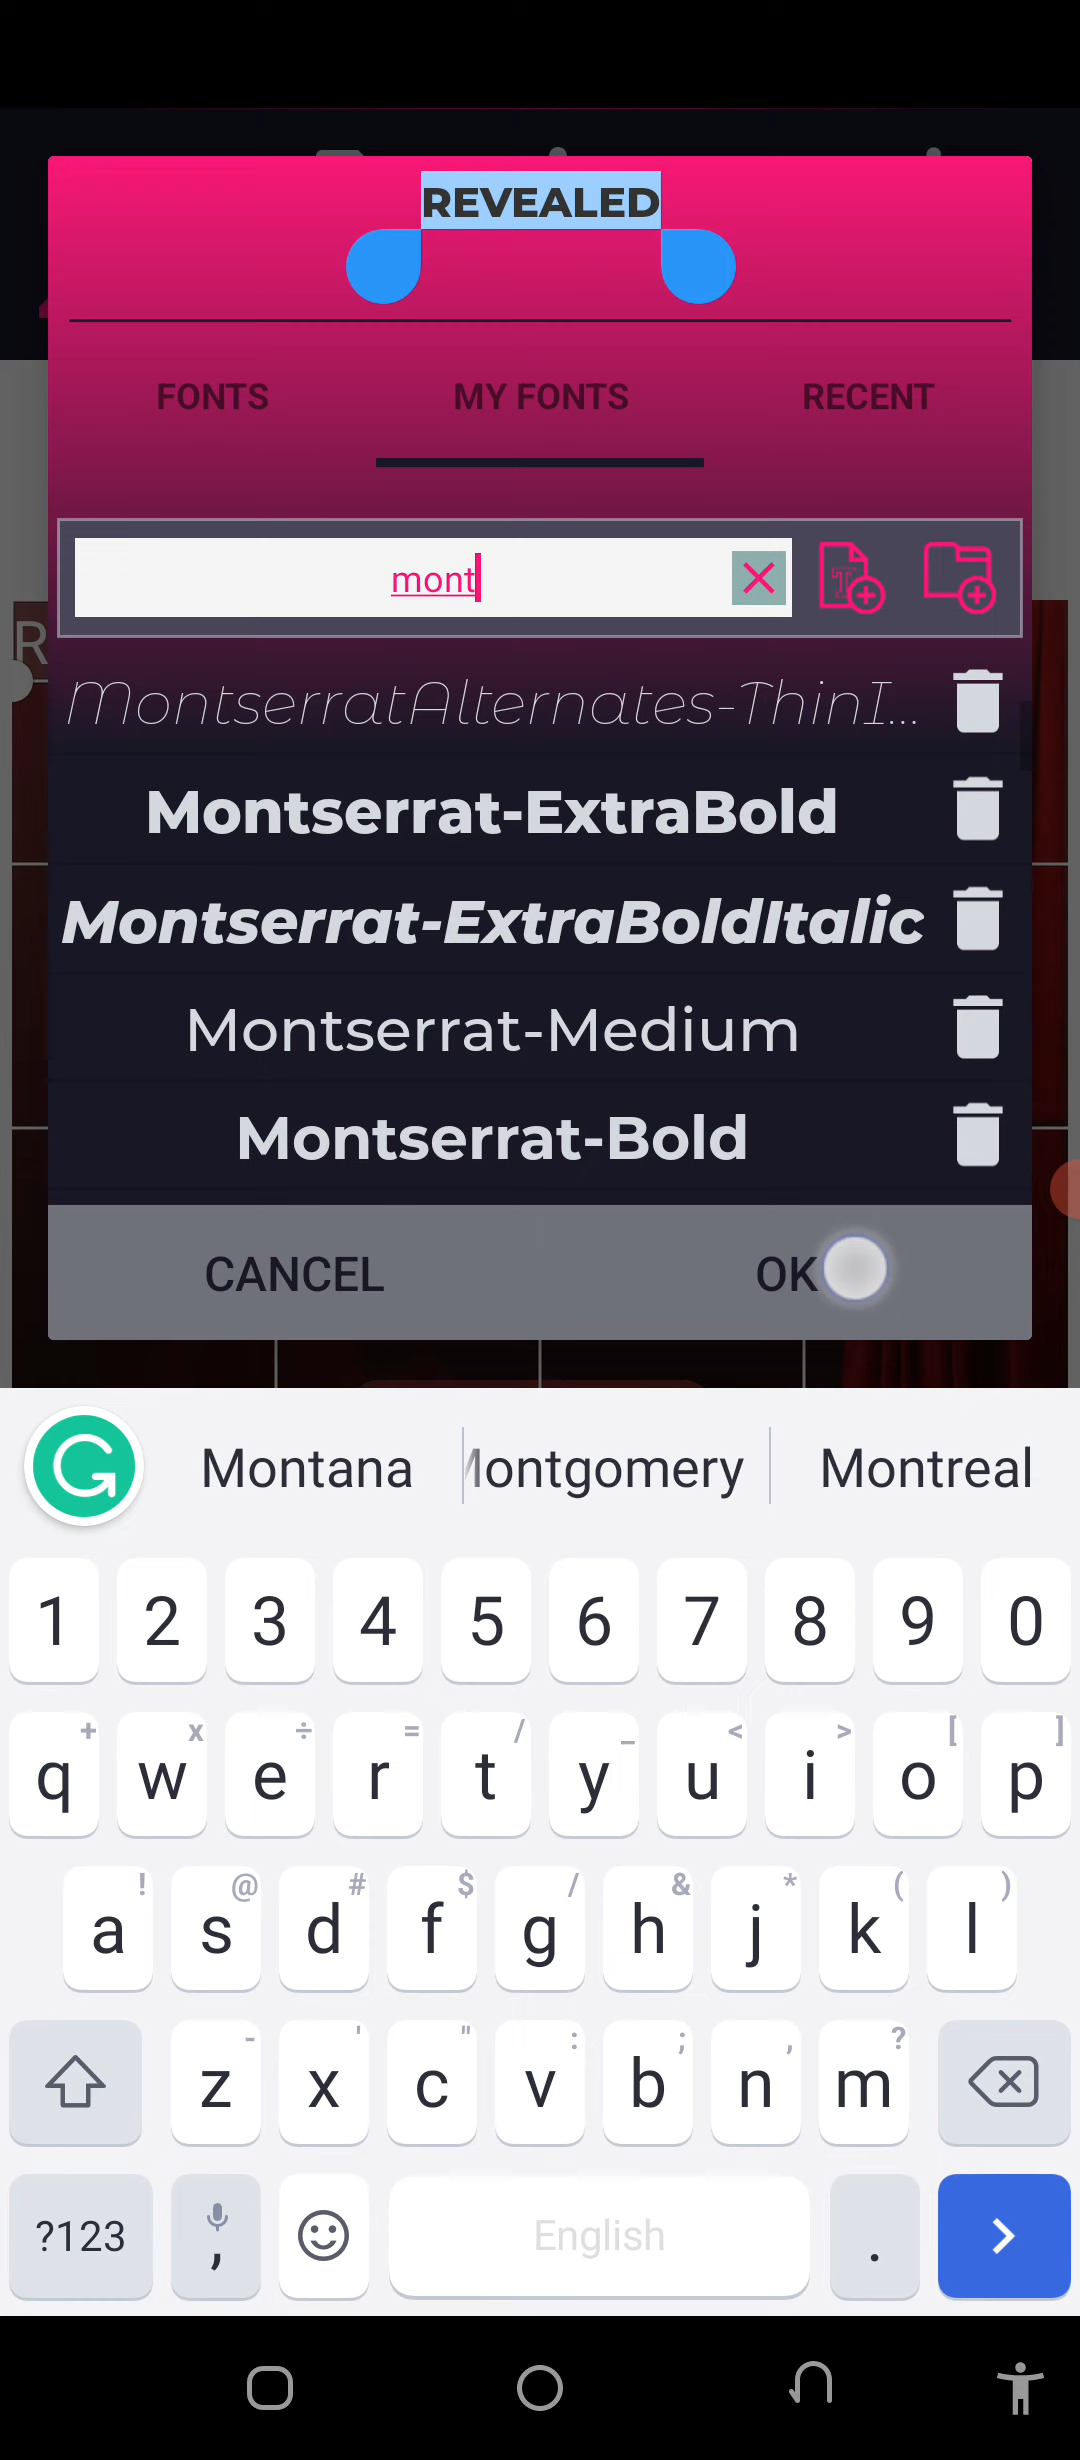 REVEALED
FONTS MY FONTS RECENT
mont
R
MontserratAlternates-ThinI...
Montserrat-ExtraBold
Montserrat-ExtraBoldItalic
Montserrat-Medium
Montserrat-Bold
CANCEL OK
Montana ontgomery Montreal
1 2 3 4 5 6 7 8 9 0
+ x ÷ = / _ < > [ ]
q w e r t y u i o p
! @ # $ / & * ( )
a s d f g h j k l
- ' " : ; , ?
z x c v b n m
?123 , English .